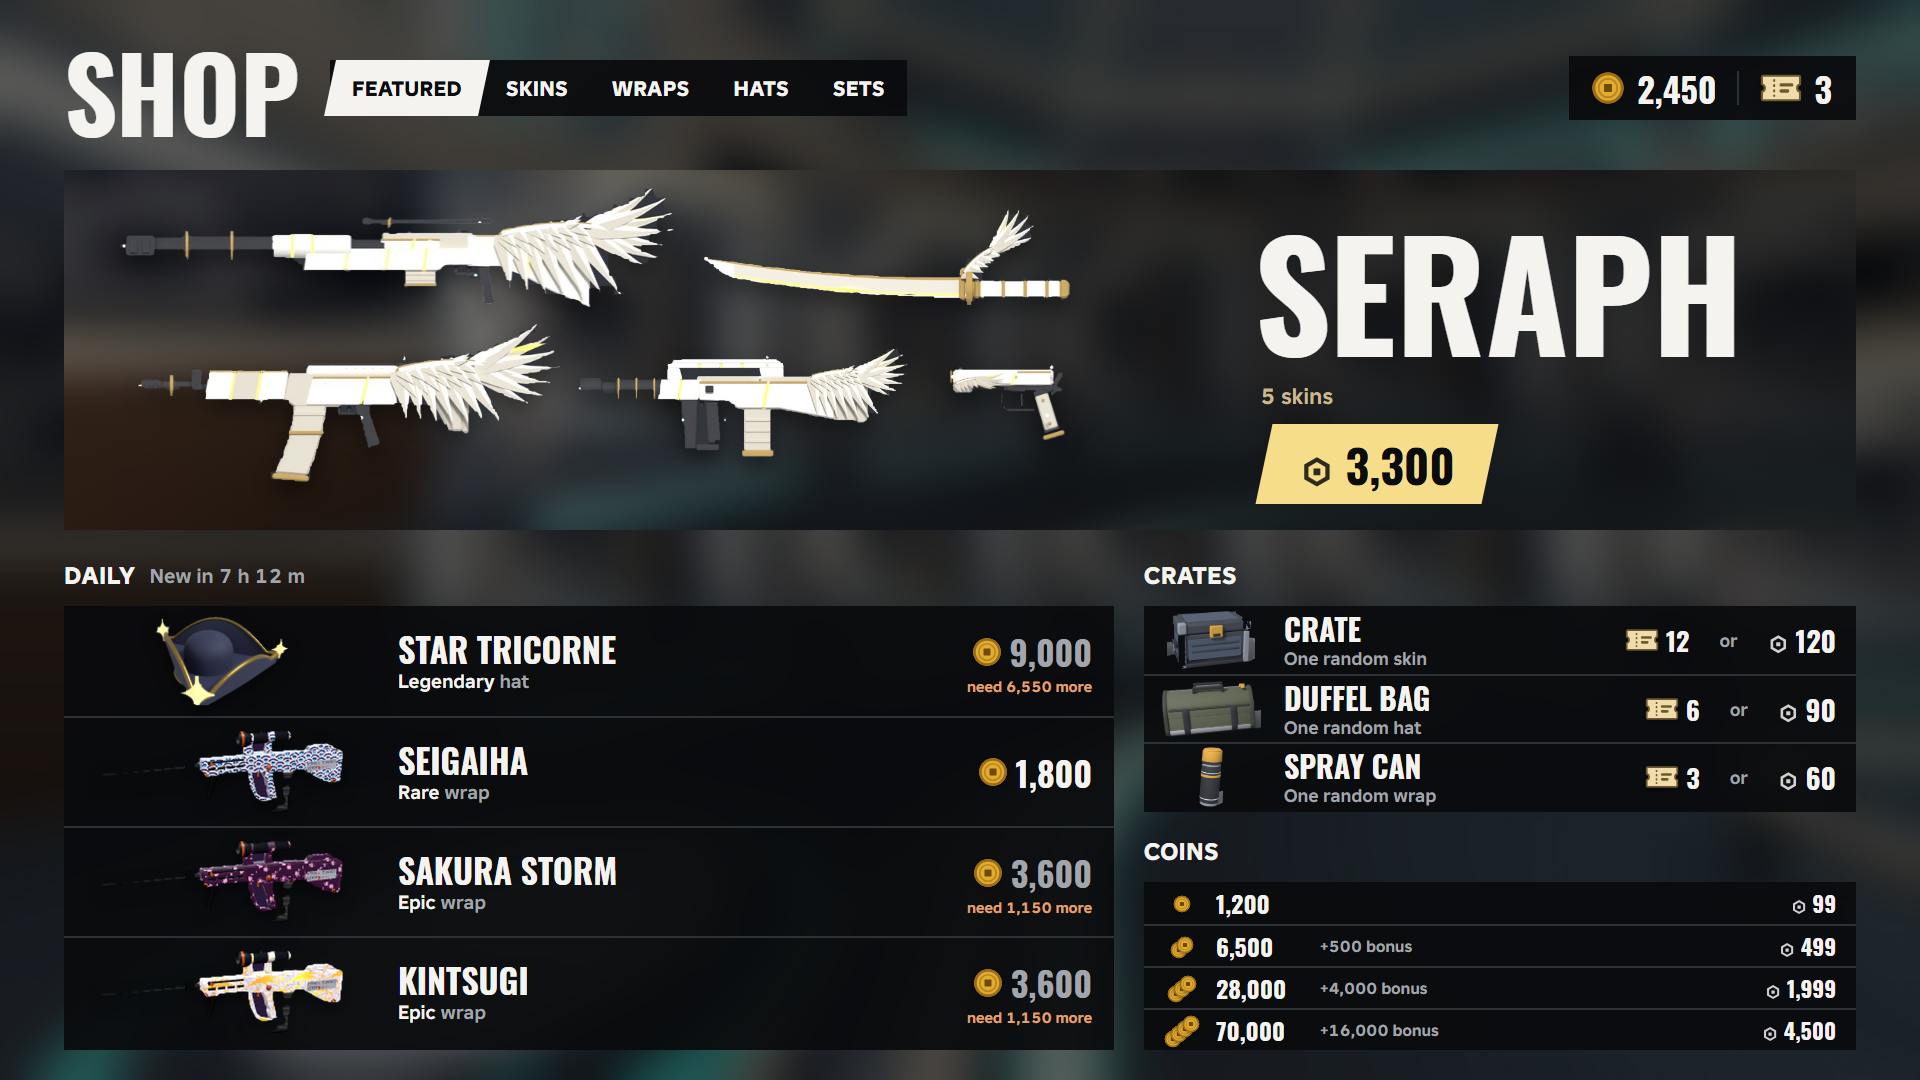 SHOP
FEATURED
SKINS
WRAPS
HATS
SETS
2,450
3
SERAPH
5 skins
3,300
DAILY New in 7 h 12 m
STAR TRICORNE
Legendary hat
9,000
need 6,550 more
SEIGAIHA
Rare wrap
1,800
SAKURA STORM
Epic wrap
3,600
need 1,150 more
KINTSUGI
Epic wrap
3,600
need 1,150 more
CRATES
CRATE
One random skin
12 or 120
DUFFEL BAG
One random hat
6 or 90
SPRAY CAN
One random wrap
3 or 60
COINS
1,200 99
6,500 +500 bonus 499
28,000 +4,000 bonus 1,999
70,000 +16,000 bonus 4,500